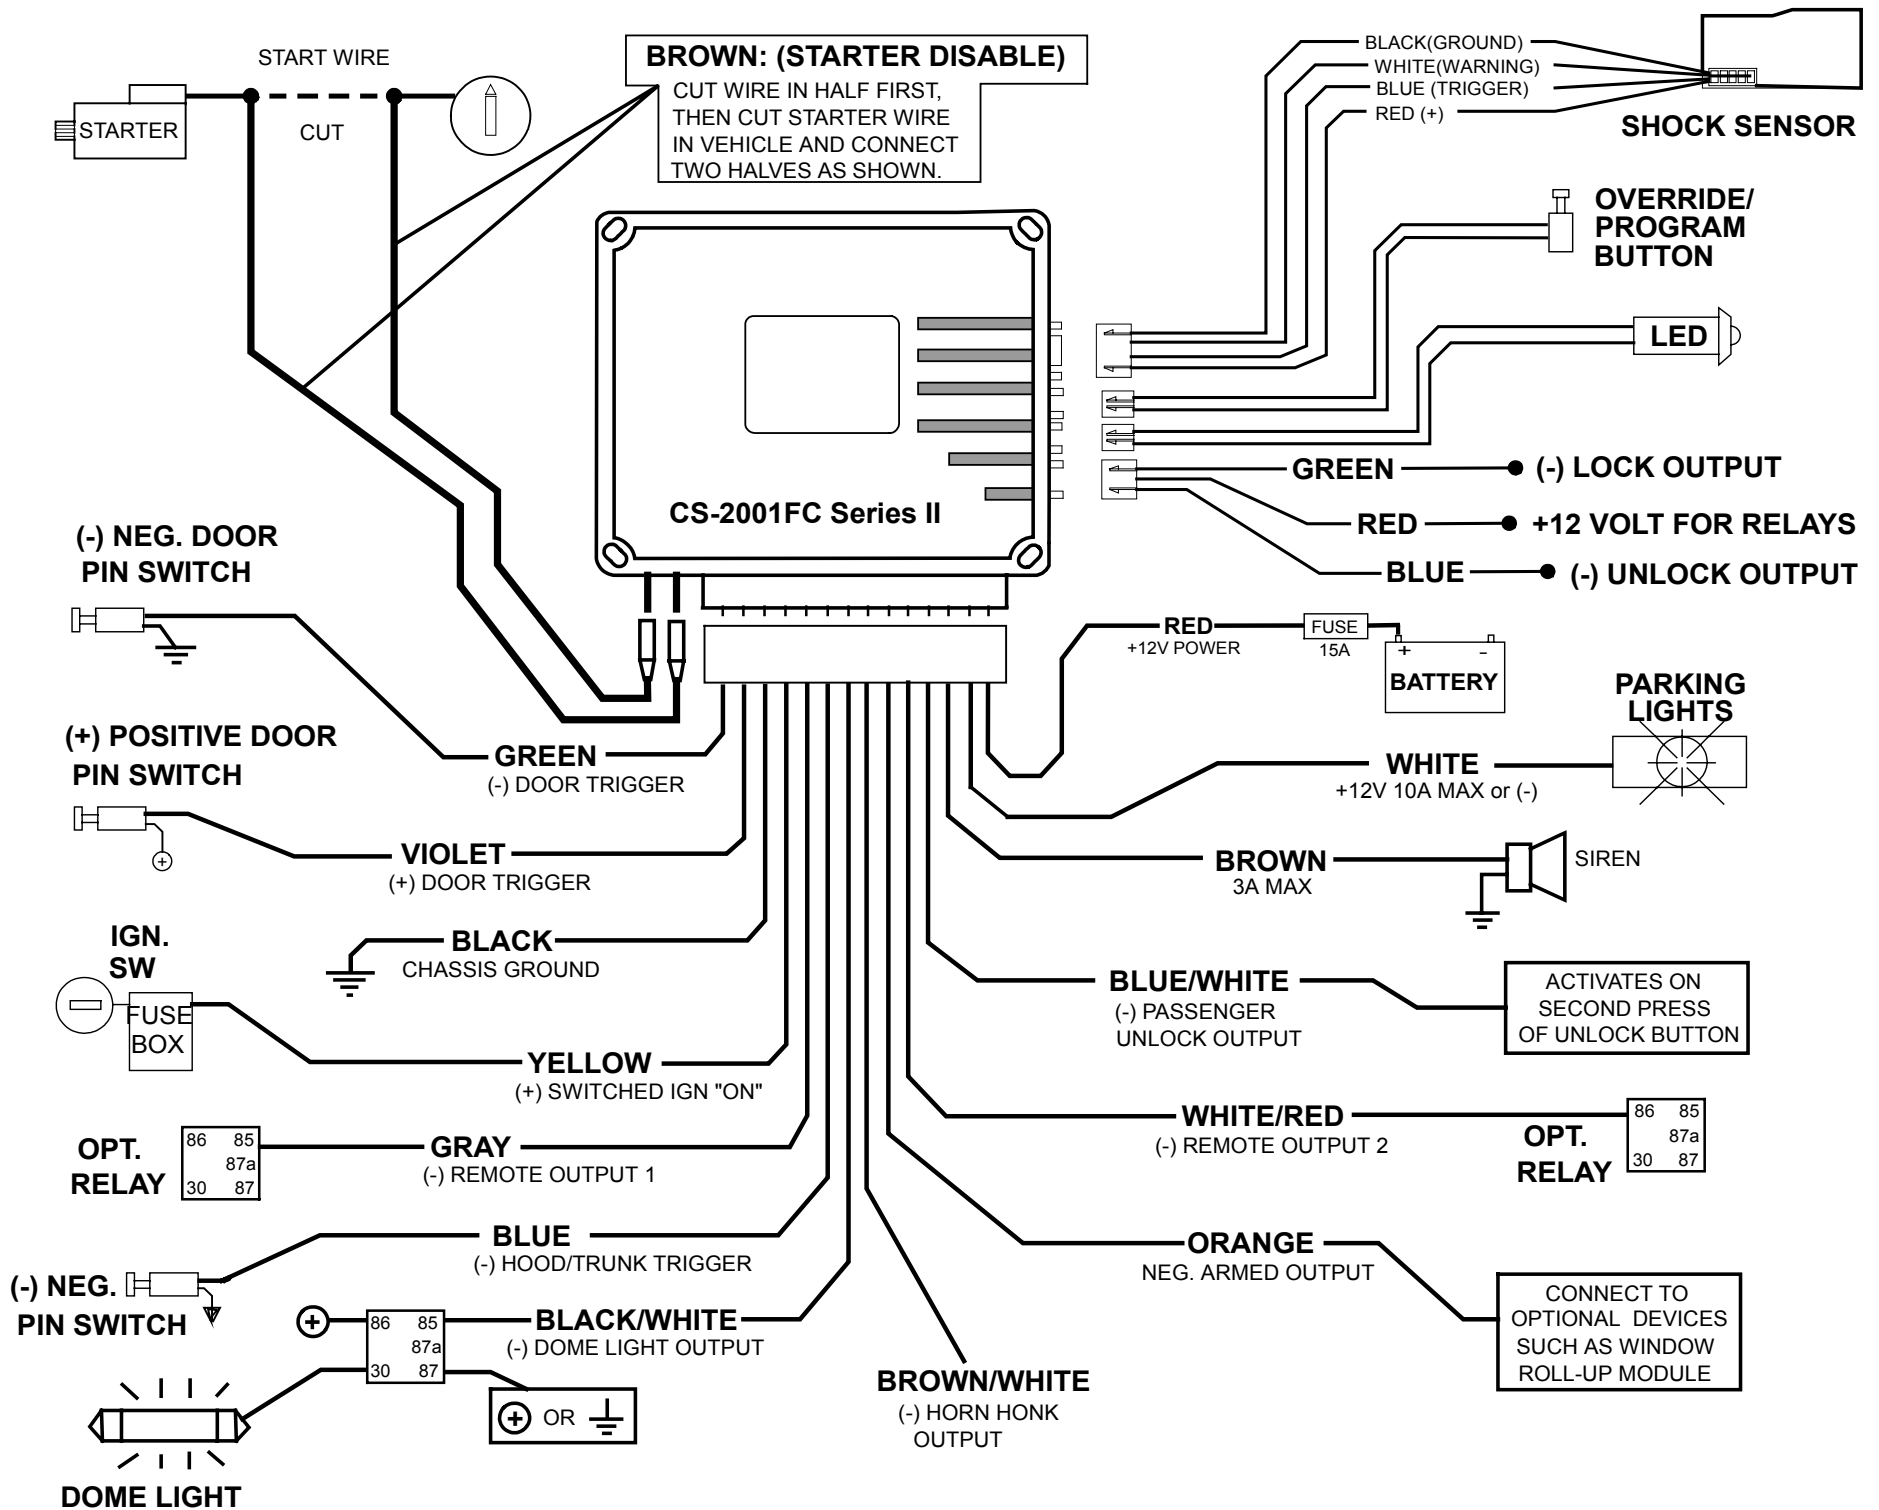 START WIRE
CUT
STARTER
BROWN: (STARTER DISABLE)
CUT WIRE IN HALF FIRST,
THEN CUT STARTER WIRE
IN VEHICLE AND CONNECT
TWO HALVES AS SHOWN.
BLACK(GROUND)
WHITE(WARNING)
BLUE (TRIGGER)
RED (+)
SHOCK SENSOR
OVERRIDE/
PROGRAM
BUTTON
LED
GREEN
(-) LOCK OUTPUT
RED
+12 VOLT FOR RELAYS
BLUE
(-) UNLOCK OUTPUT
CS-2001FC Series II
(-) NEG. DOOR
PIN SWITCH
GREEN
(-) DOOR TRIGGER
(+) POSITIVE DOOR
PIN SWITCH
+
VIOLET
(+) DOOR TRIGGER
BLACK
CHASSIS GROUND
IGN.
SW
FUSE
BOX
YELLOW
(+) SWITCHED IGN "ON"
OPT.
RELAY
86 85
87a
30 87
GRAY
(-) REMOTE OUTPUT 1
BLUE
(-) HOOD/TRUNK TRIGGER
(-) NEG.
PIN SWITCH
+
86 85
87a
30 87
BLACK/WHITE
(-) DOME LIGHT OUTPUT
+ OR
DOME LIGHT
RED
+12V POWER
FUSE
15A
+ -
BATTERY
PARKING
LIGHTS
WHITE
+12V 10A MAX or (-)
BROWN
3A MAX
SIREN
BLUE/WHITE
(-) PASSENGER
UNLOCK OUTPUT
ACTIVATES ON
SECOND PRESS
OF UNLOCK BUTTON
WHITE/RED
(-) REMOTE OUTPUT 2
OPT.
RELAY
86 85
87a
30 87
ORANGE
NEG. ARMED OUTPUT
CONNECT TO
OPTIONAL DEVICES
SUCH AS WINDOW
ROLL-UP MODULE
BROWN/WHITE
(-) HORN HONK
OUTPUT